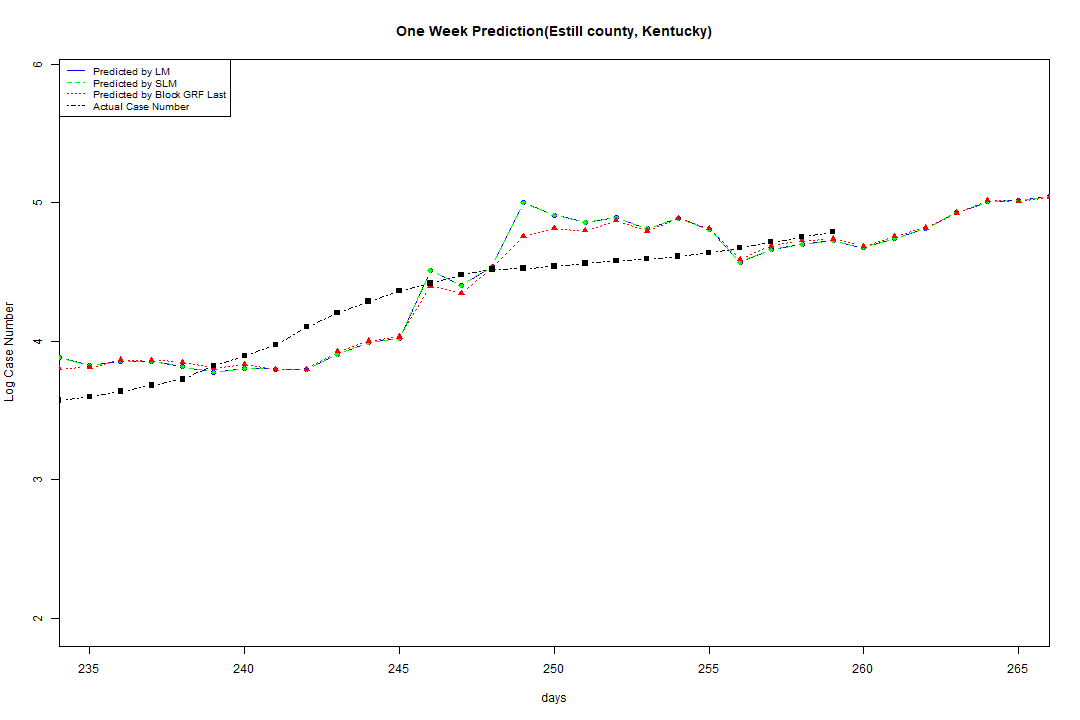 One Week Prediction(Estill county, Kentucky)
Predicted by LM
Predicted by SLM
Predicted by Block GRF Last
Actual Case Number
6
5
4
3
2
Log Case Number
235 240 245 250 255 260 265
days